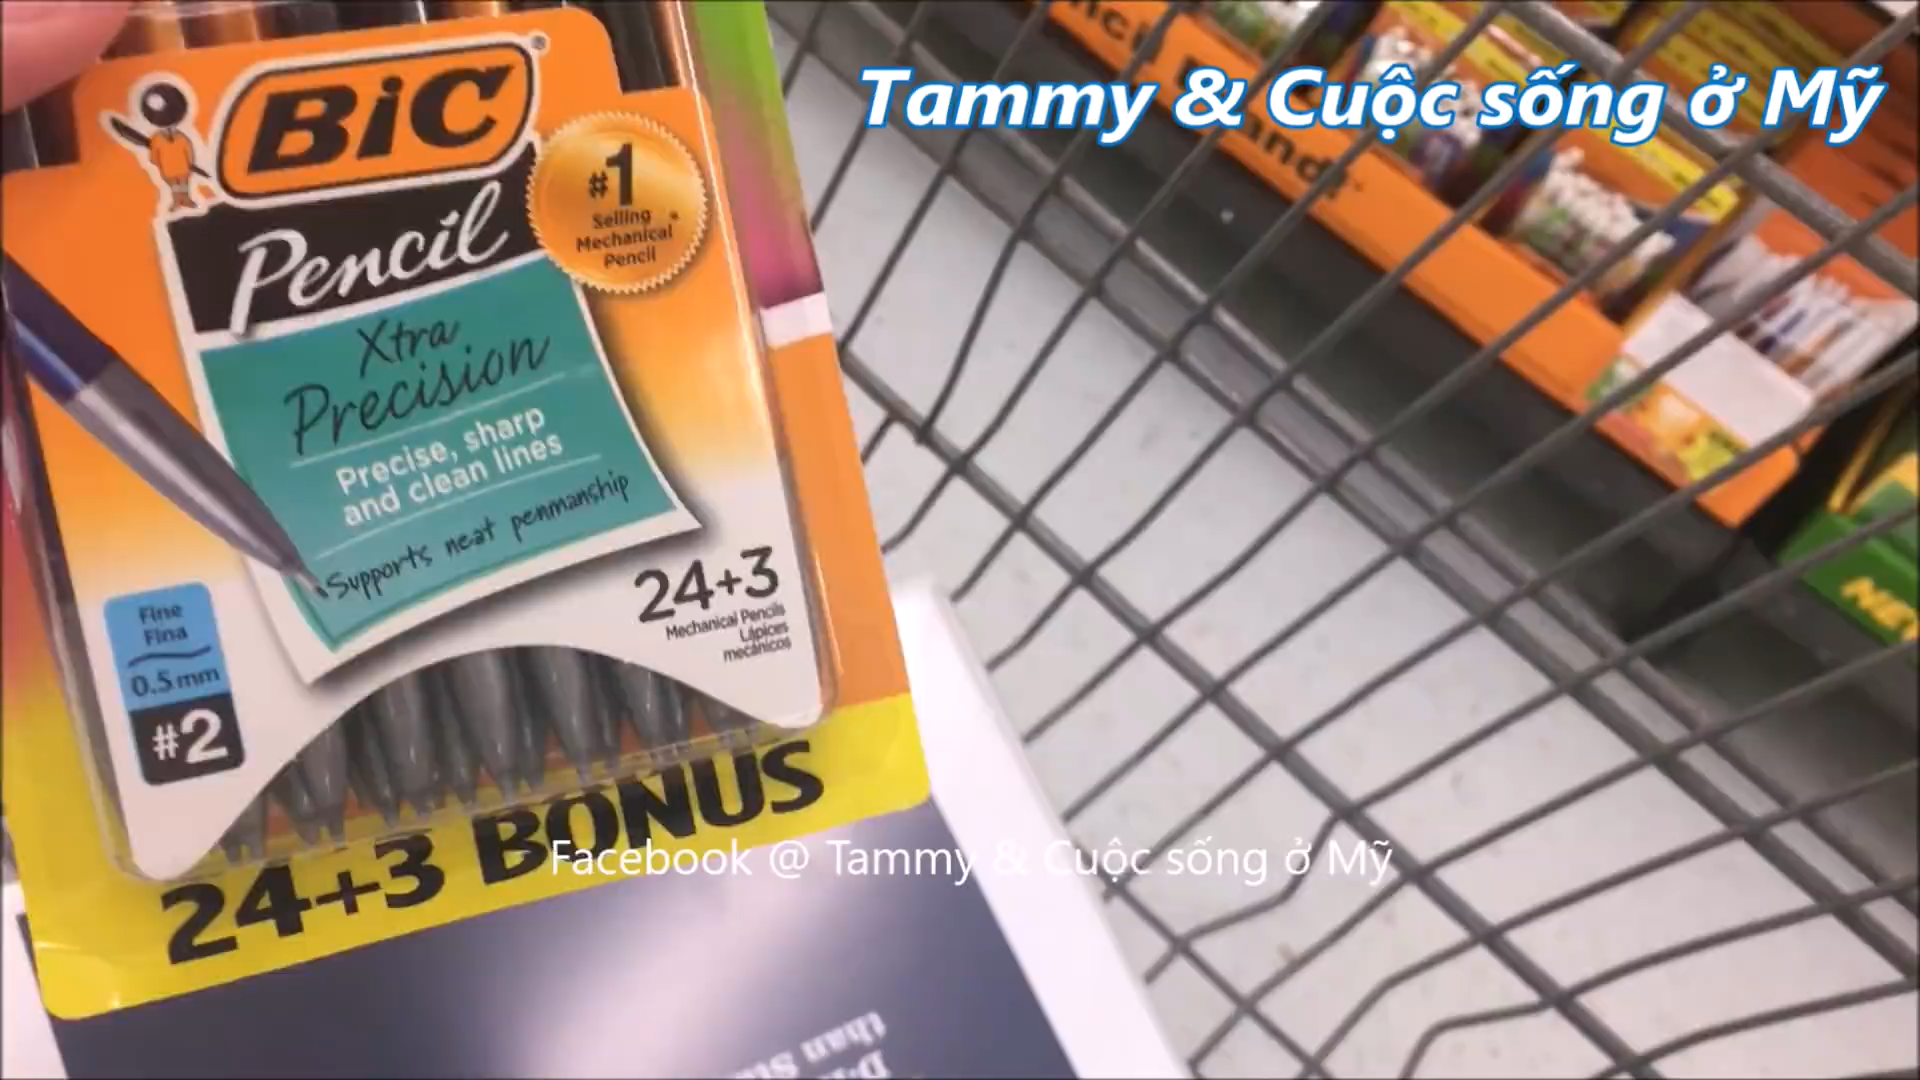 Tammy & Cuộc sống ở Mỹ
BiC®
Pencil
#1
Selling
Mechanical
Pencil
Xtra
Precision
Precise, sharp
and clean lines
Supports neat penmanship
24+3
Mechanical Pencils
Lápices
mecánicos
Fine
Fina
0.5 mm
#2
24+3 BONUS
Facebook @ Tammy & Cuộc sống ở Mỹ
than